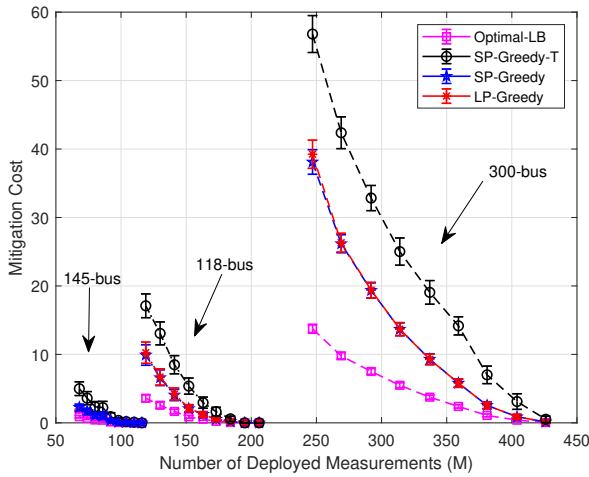 60
50
40
30
20
10
0
Mitigation Cost
Optimal-LB
SP-Greedy-T
SP-Greedy
LP-Greedy
300-bus
118-bus
145-bus
50 100 150 200 250 300 350 400 450
Number of Deployed Measurements (M)